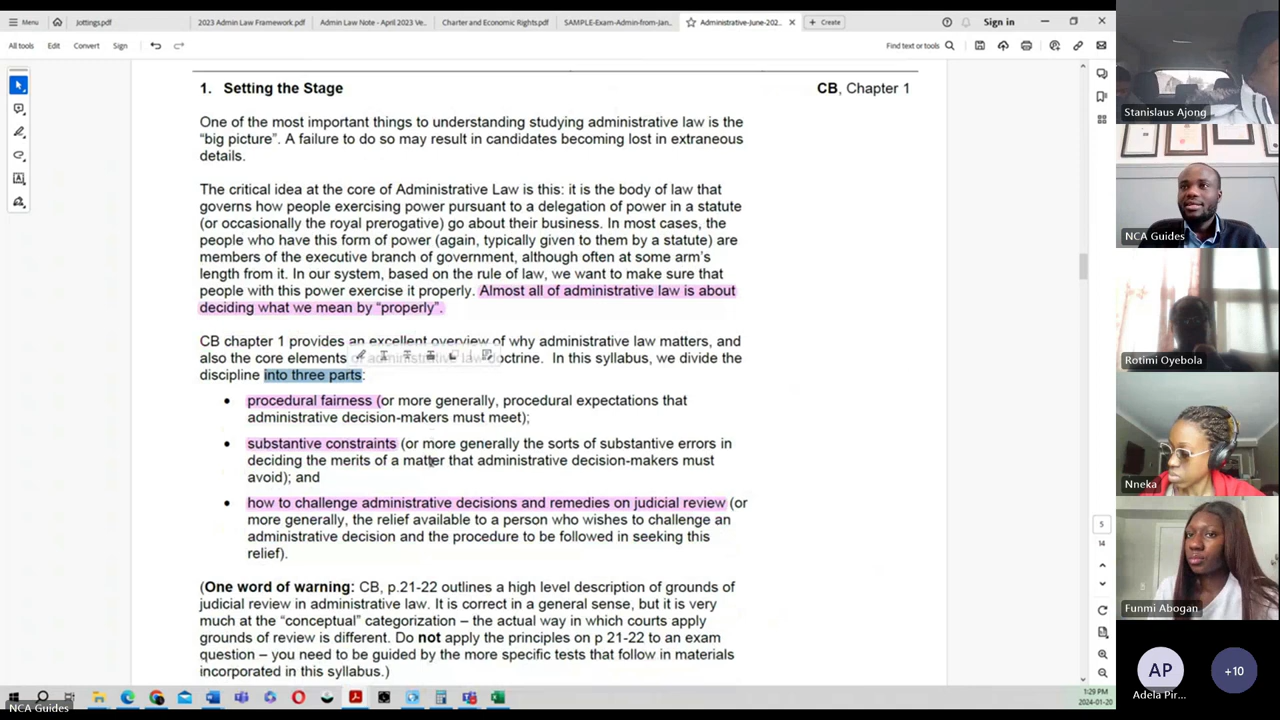 Menu
Jottings.pdf
2023 Admin Law Framework.pdf
Admin Law Note - April 2023 Ve..
Charter and Economic Rights.pdf
SAMPLE-Exam-Admin-from-Jan..
Administrative-June-202..
Create
Sign in
All tools
Edit
Convert
Sign
Find text or tools
1. Setting the Stage
CB, Chapter 1
One of the most important things to understanding studying administrative law is the
“big picture”. A failure to do so may result in candidates becoming lost in extraneous
details.
The critical idea at the core of Administrative Law is this: it is the body of law that
governs how people exercising power pursuant to a delegation of power in a statute
(or occasionally the royal prerogative) go about their business. In most cases, the
people who have this form of power (again, typically given to them by a statute) are
members of the executive branch of government, although often at some arm’s
length from it. In our system, based on the rule of law, we want to make sure that
people with this power exercise it properly. Almost all of administrative law is about
deciding what we mean by “properly”.
CB chapter 1 provides an excellent overview of why administrative law matters, and
also the core elements of administrative law doctrine. In this syllabus, we divide the
discipline into three parts:
• procedural fairness (or more generally, procedural expectations that
administrative decision-makers must meet);
• substantive constraints (or more generally the sorts of substantive errors in
deciding the merits of a matter that administrative decision-makers must
avoid); and
• how to challenge administrative decisions and remedies on judicial review (or
more generally, the relief available to a person who wishes to challenge an
administrative decision and the procedure to be followed in seeking this
relief).
(One word of warning: CB, p.21-22 outlines a high level description of grounds of
judicial review in administrative law. It is correct in a general sense, but it is very
much at the “conceptual” categorization – the actual way in which courts apply
grounds of review is different. Do not apply the principles on p 21-22 to an exam
question – you need to be guided by the more specific tests that follow in materials
incorporated in this syllabus.)
5
14
1:29 PM
2024-01-20
NCA Guides
Stanislaus Ajong
NCA Guides
Rotimi Oyebola
Nneka
Funmi Abogan
AP
Adela Pir...
+10